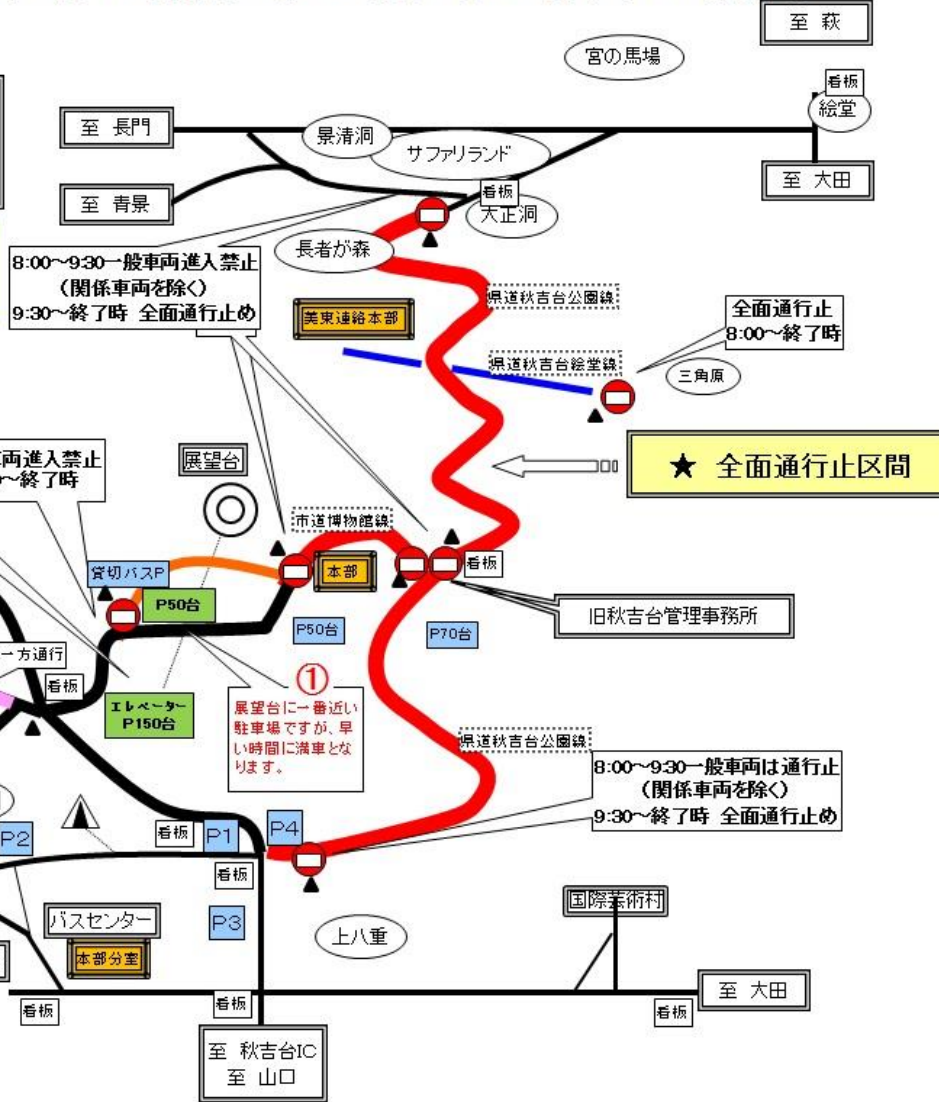 至 萩
宮の馬場
看板
絵堂
至 長門
景清洞
サファリランド
至 大田
至 青景
看板
大正洞
長者が森
8:00～9:30一般車両進入禁止
（関係車両を除く）
9:30～終了時 全面通行止め
県道秋吉台公園線
美東連絡本部
全面通行止
8:00～終了時
県道秋吉台絵堂線
三角原
両進入禁止
～終了時
展望台
★ 全面通行止区間
市道博物館線
貸切バスP
本部
看板
P50台
旧秋吉台管理事務所
P50台
P70台
一方通行
看板
エレベーター
P150台
①
展望台に一番近い
駐車場ですが、早
い時間に満車とな
ります。
県道秋吉台公園線
8:00～9:30一般車両は通行止
（関係車両を除く）
9:30～終了時 全面通行止め
P2
看板
P1
P4
看板
国際芸術村
バスセンター
P3
上八重
本部分室
至 大田
看板
看板
看板
至 秋吉台IC
至 山口